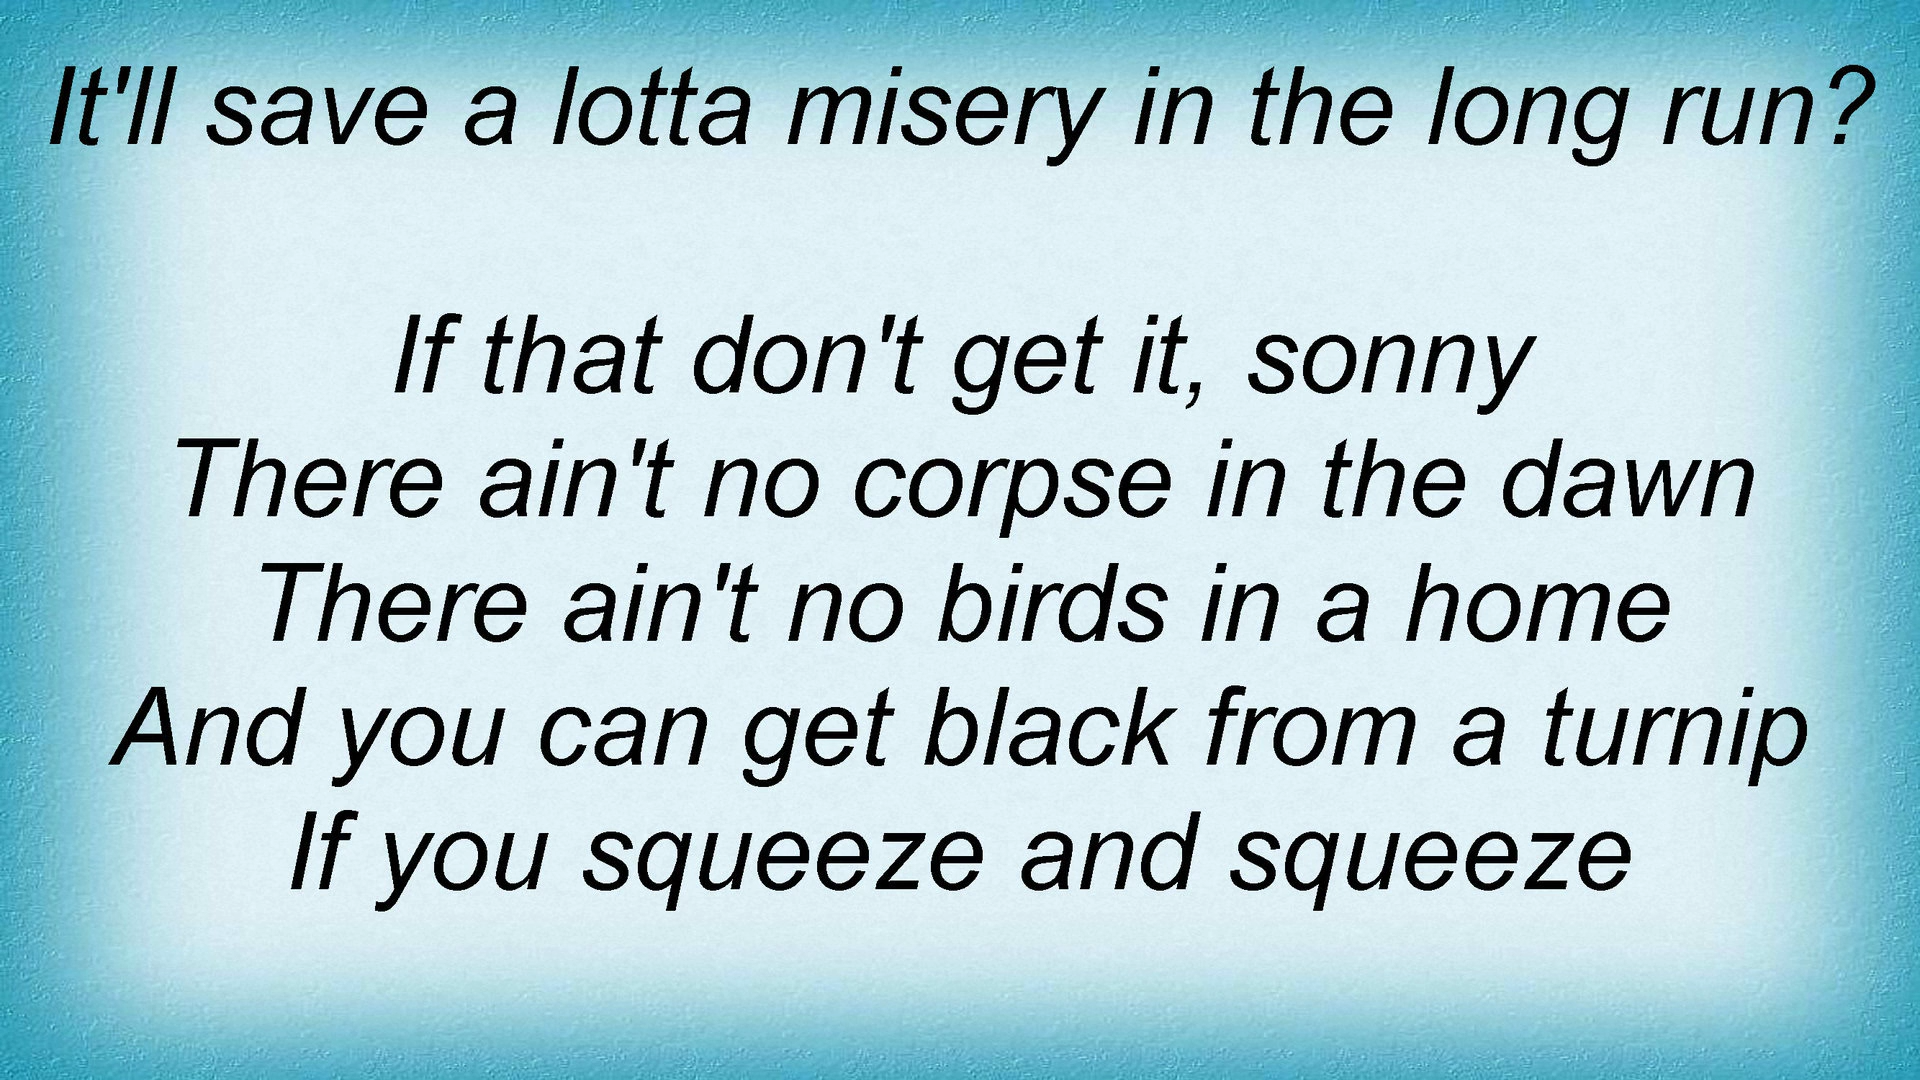 It'll save a lotta misery in the long run?
If that don't get it, sonny
There ain't no corpse in the dawn
There ain't no birds in a home
And you can get black from a turnip
If you squeeze and squeeze